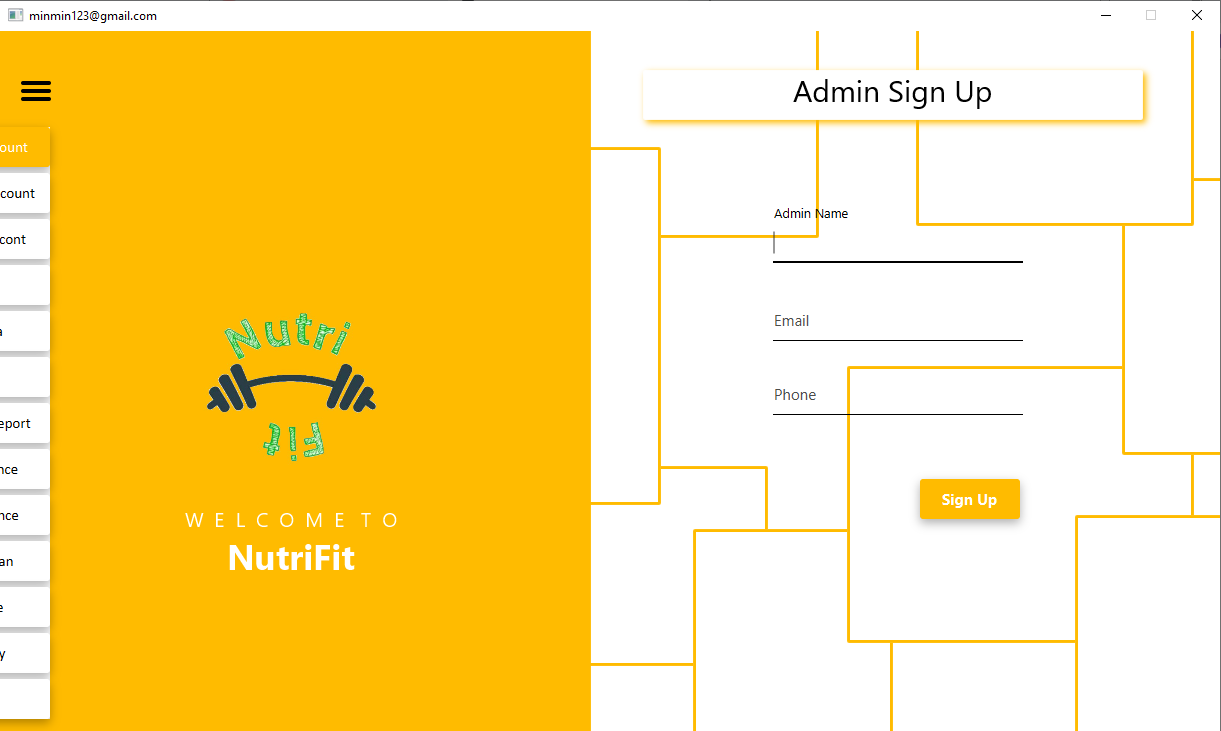 minmin123@gmail.com
Admin Sign Up
ount
count
cont
a
eport
nce
nce
an
e
y
Nutri
Fit
WELCOME TO
NutriFit
Admin Name
Email
Phone
Sign Up